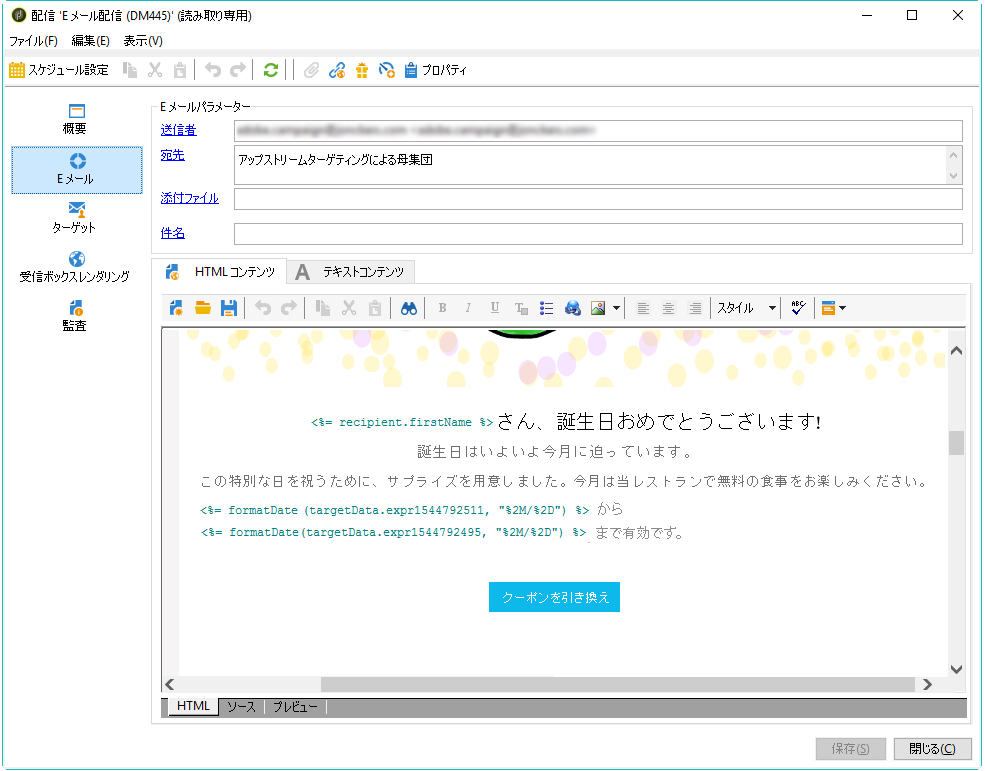 配信 'Eメール配信 (DM445)' (読み取り専用)
ファイル(F) 編集(E) 表示(V)
スケジュール設定 プロパティ
概要
Eメール
ターゲット
受信ボックスレンダリング
監査
Eメールパラメーター
送信者
宛先 アップストリームターゲティングによる母集団
添付ファイル
件名
HTMLコンテンツ A テキストコンテンツ
B I U スタイル ABC
<%= recipient.firstName %>さん、誕生日おめでとうございます!
誕生日はいよいよ今月に迫っています。
この特別な日を祝うために、サプライズを用意しました。今月は当レストランで無料の食事をお楽しみください。
<%= formatDate (targetData.expr1544792511, "%2M/%2D") %> から
<%= formatDate(targetData.expr1544792495, "%2M/%2D") %> まで有効です。
クーポンを引き換え
HTML ソース プレビュー
保存(S) 閉じる(C)